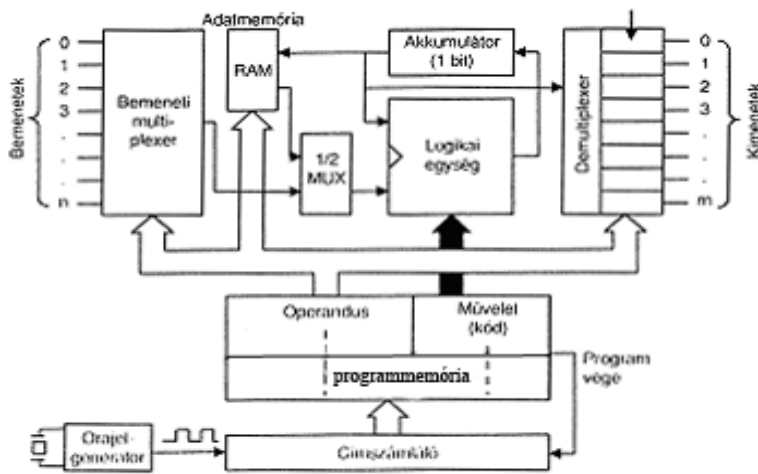 Adatmemória
RAM
Akkumulátor
(1 bit)
Bemenetek
0
1
2
3
.
.
.
n
Bemeneti
multi-
plexer
1/2
MUX
Logikai
egység
Demultiplexer
0
1
2
3
.
.
.
m
Kimenetek
Operandus
Művelet
(kód)
programmemória
Program
vége
Órajel-
generátor
Címszámláló